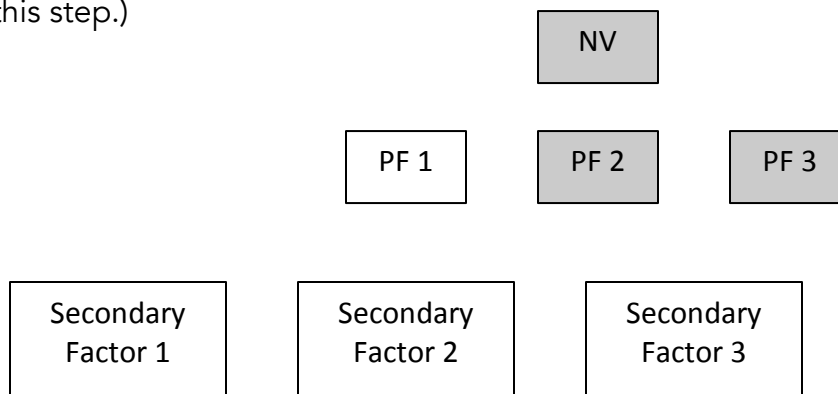 this step.)
NV
PF 1
PF 2
PF 3
Secondary
Factor 1
Secondary
Factor 2
Secondary
Factor 3